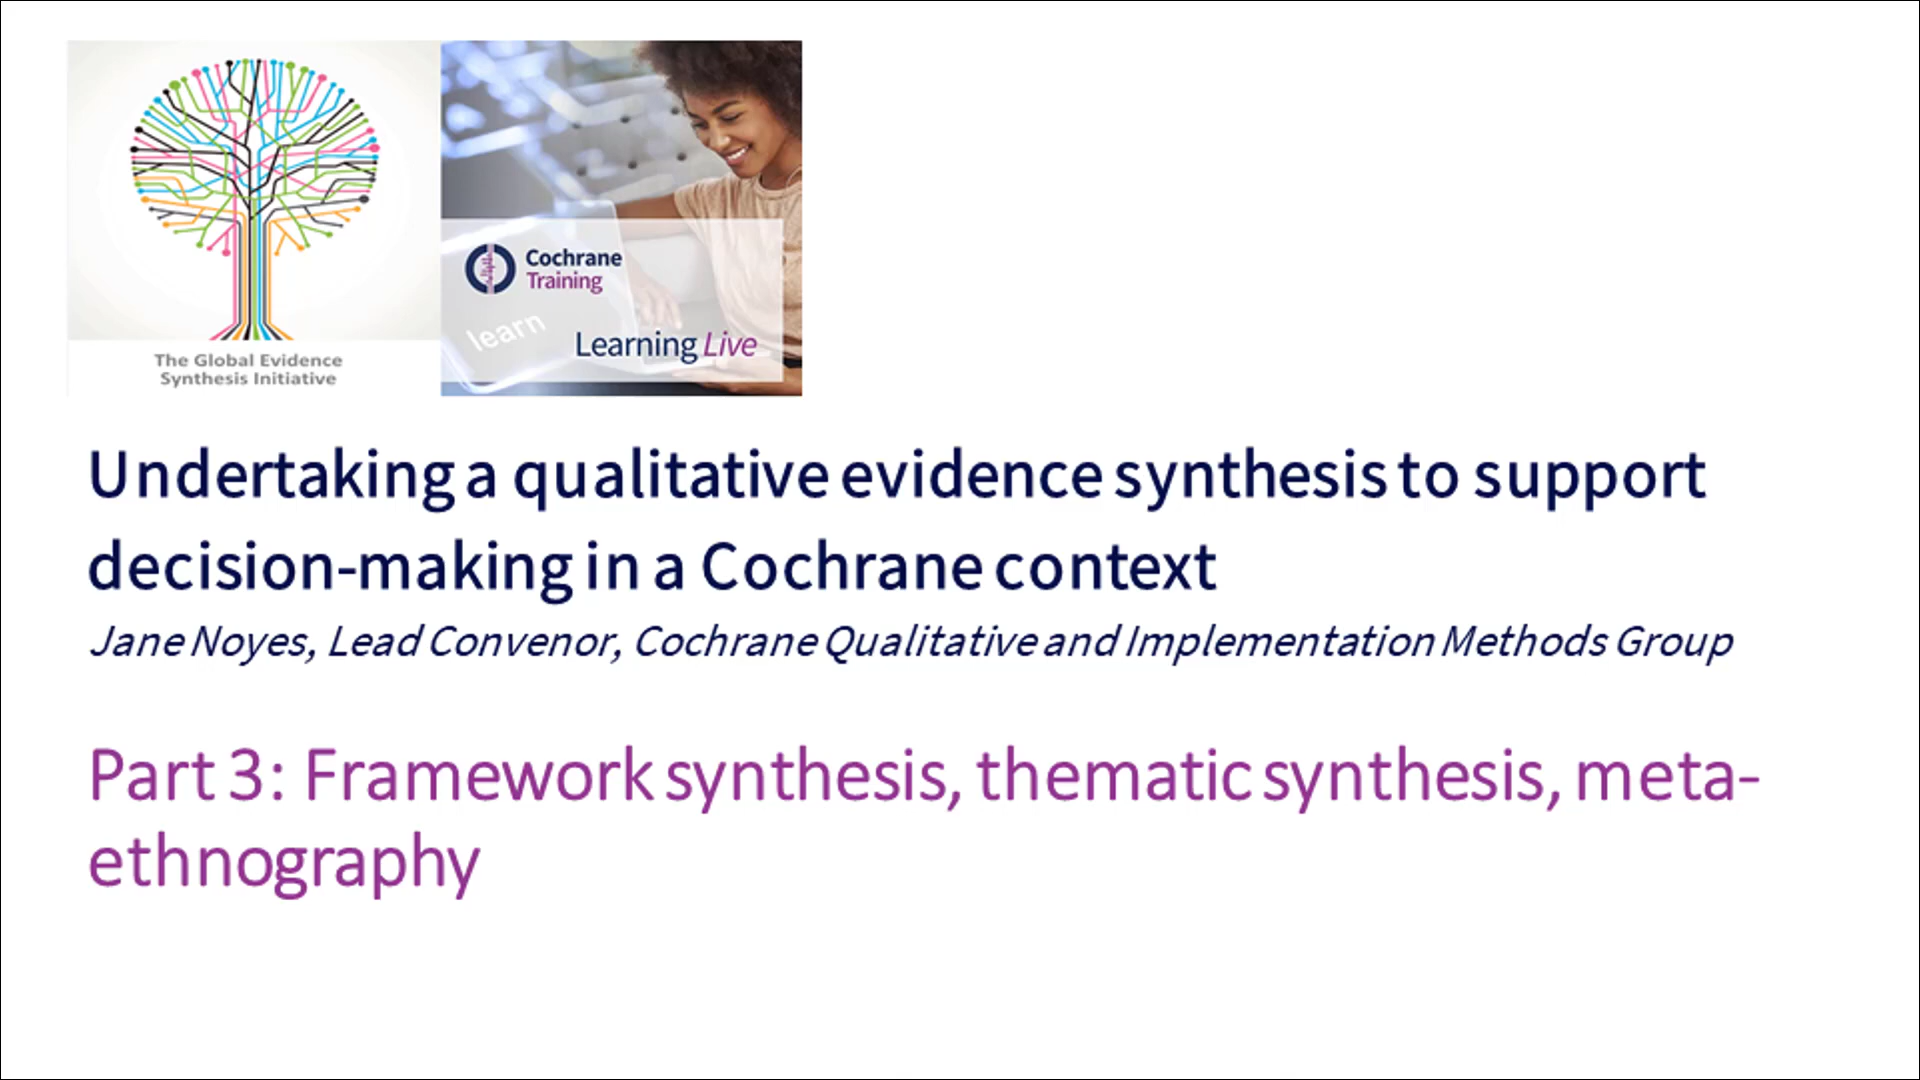 The Global Evidence
Synthesis Initiative
Cochrane
Training
learn
Learning Live
Undertaking a qualitative evidence synthesis to support
decision-making in a Cochrane context
Jane Noyes, Lead Convenor, Cochrane Qualitative and Implementation Methods Group
Part 3: Framework synthesis, thematic synthesis, meta-
ethnography